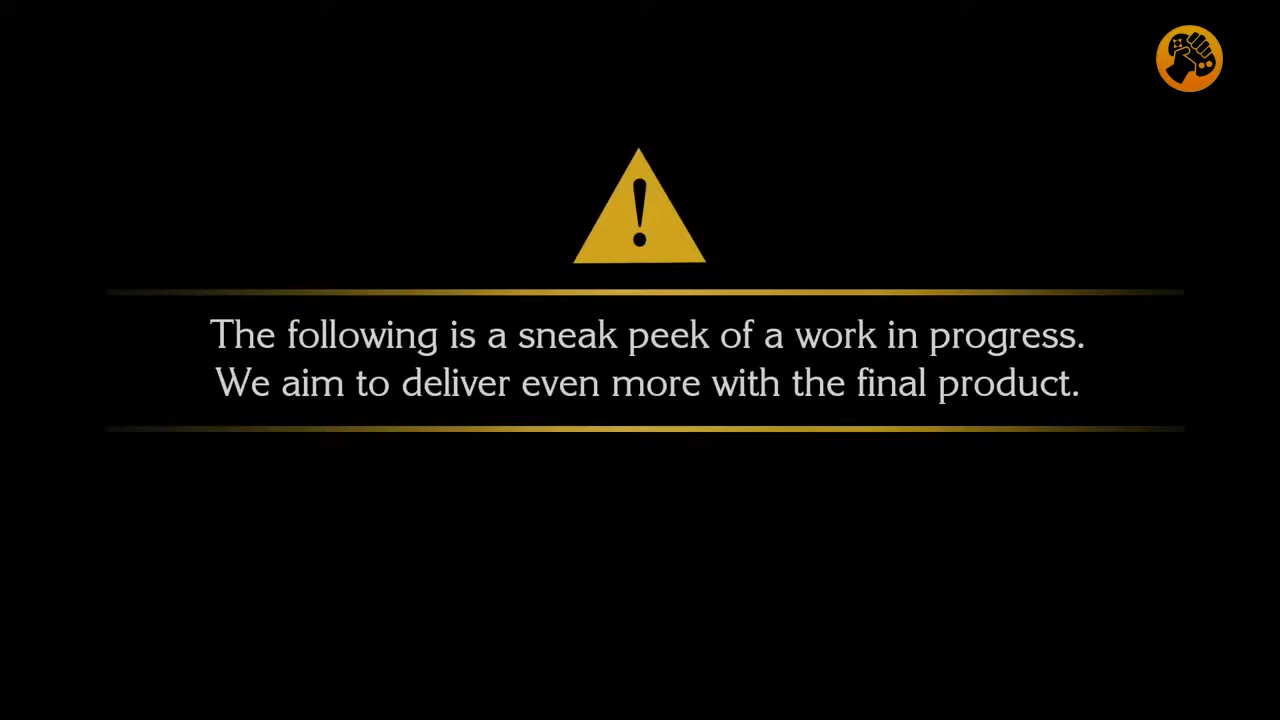 The following is a sneak peek of a work in progress.
We aim to deliver even more with the final product.